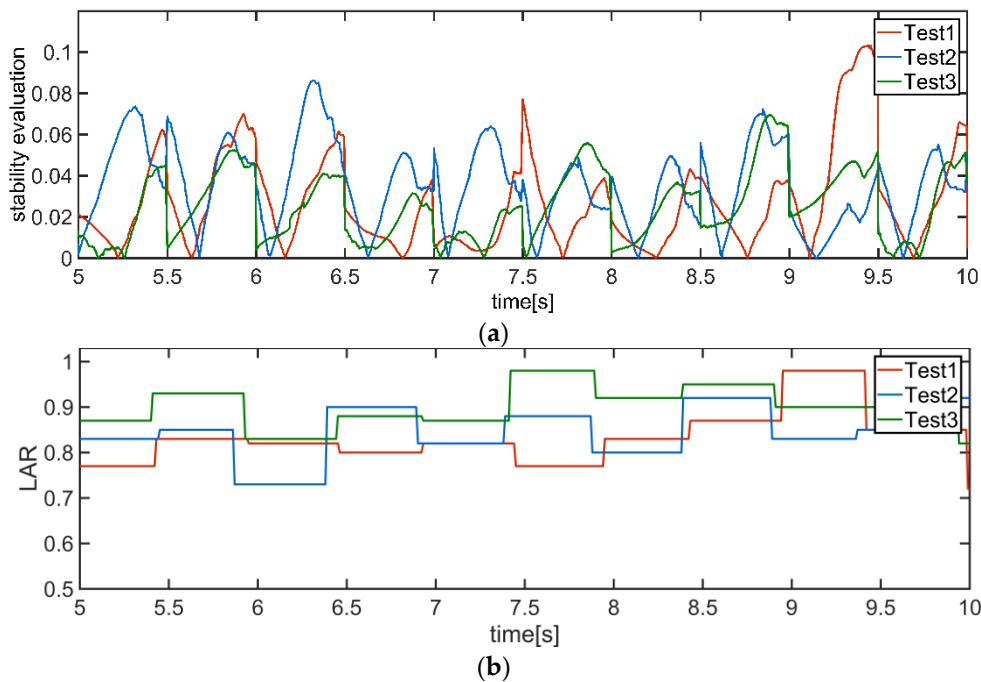 0.1
0.08
0.06
0.04
0.02
0
stability evaluation
Test1
Test2
Test3
5 5.5 6 6.5 7 7.5 8 8.5 9 9.5 10
time[s]
(a)
1
0.9
0.8
0.7
0.6
0.5
LAR
Test1
Test2
Test3
5 5.5 6 6.5 7 7.5 8 8.5 9 9.5 10
time[s]
(b)